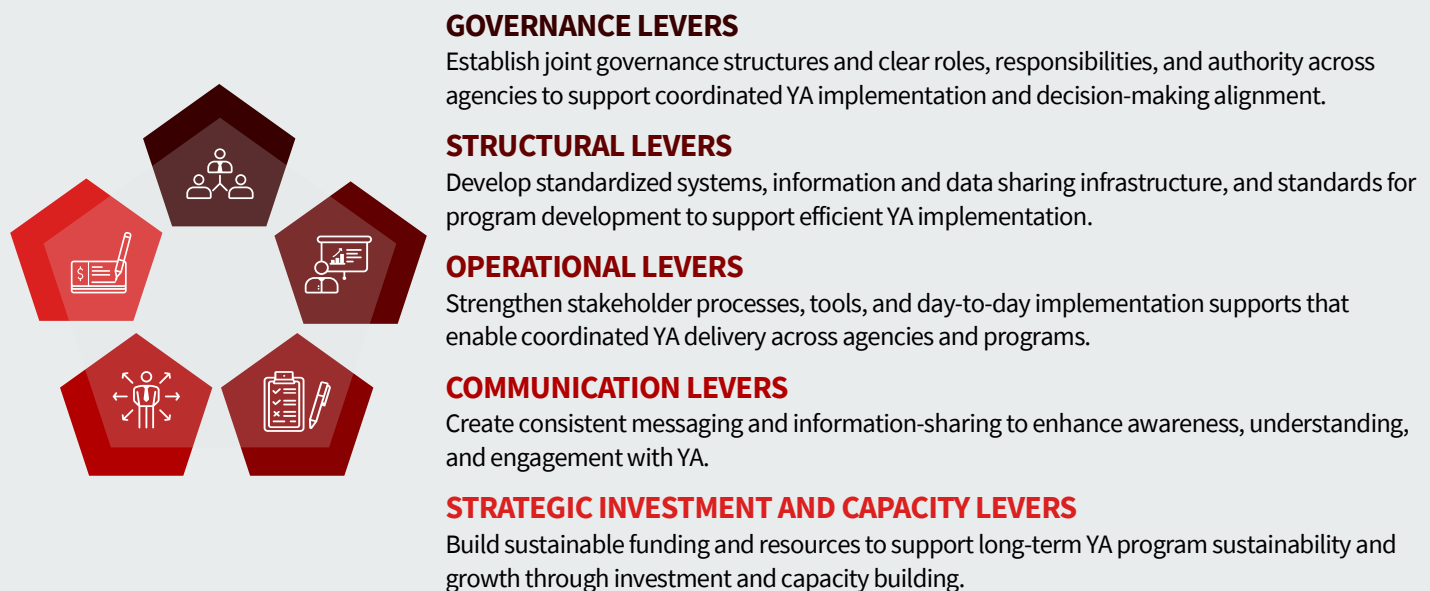 GOVERNANCE LEVERS
Establish joint governance structures and clear roles, responsibilities, and authority across
agencies to support coordinated YA implementation and decision-making alignment.
STRUCTURAL LEVERS
Develop standardized systems, information and data sharing infrastructure, and standards for
program development to support efficient YA implementation.
OPERATIONAL LEVERS
Strengthen stakeholder processes, tools, and day-to-day implementation supports that
enable coordinated YA delivery across agencies and programs.
COMMUNICATION LEVERS
Create consistent messaging and information-sharing to enhance awareness, understanding,
and engagement with YA.
STRATEGIC INVESTMENT AND CAPACITY LEVERS
Build sustainable funding and resources to support long-term YA program sustainability and
growth through investment and capacity building.
$